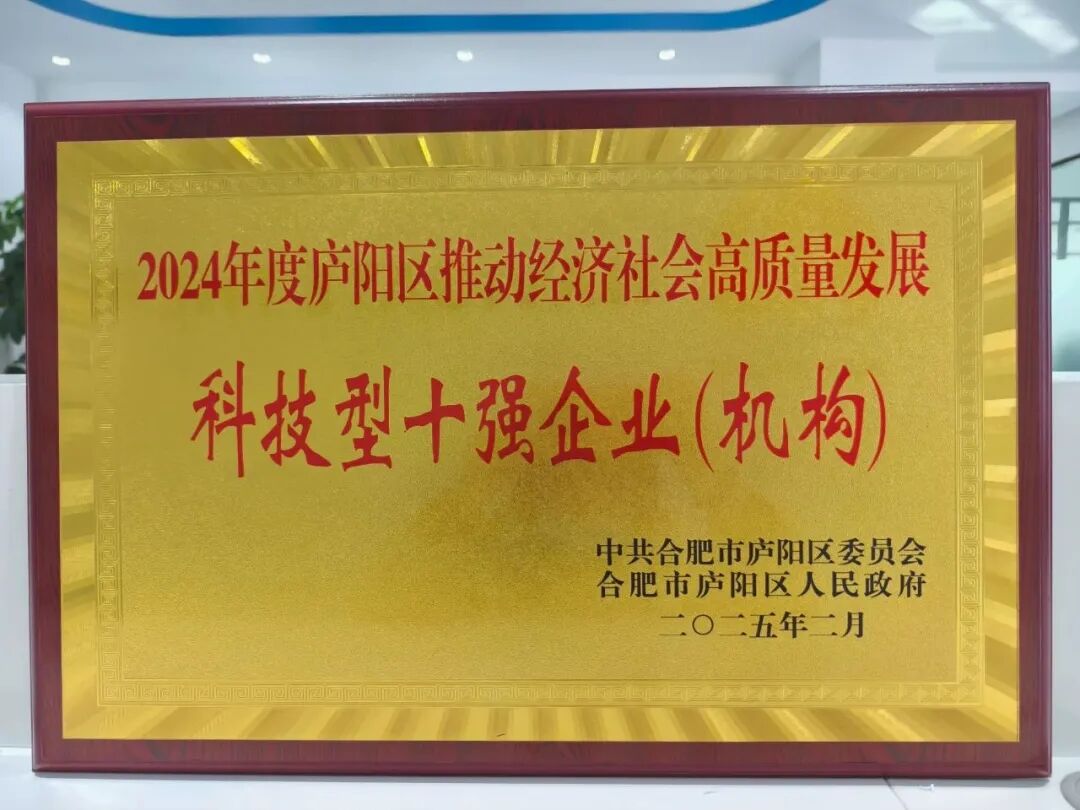 2024年度庐阳区推动经济社会高质量发展
科技型十强企业(机构)
中共合肥市庐阳区委员会
合肥市庐阳区人民政府
二〇二五年二月